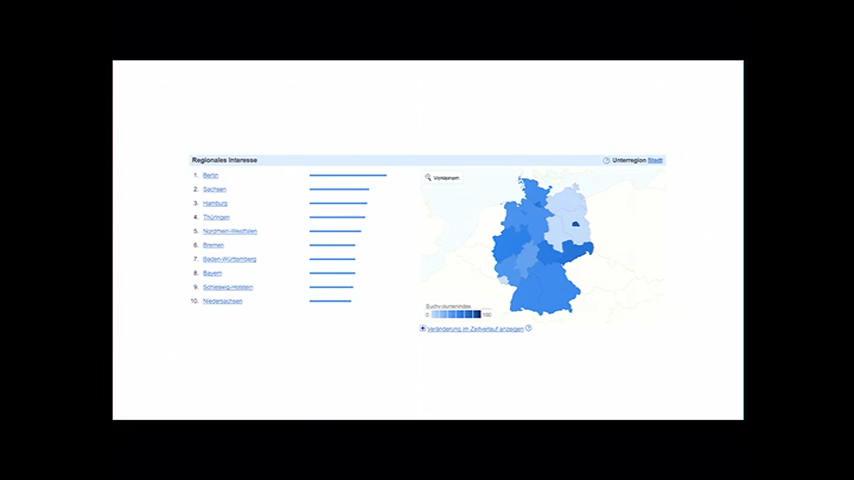 Regionales Interesse
Unterregion Stadt
1. Berlin
2. Sachsen
3. Hamburg
4. Thüringen
5. Nordrhein-Westfalen
6. Bremen
7. Baden-Württemberg
8. Bayern
9. Schleswig-Holstein
10. Niedersachsen
Verkleinern
Suchvolumenindex
0 100
Veränderung im Zeitverlauf anzeigen